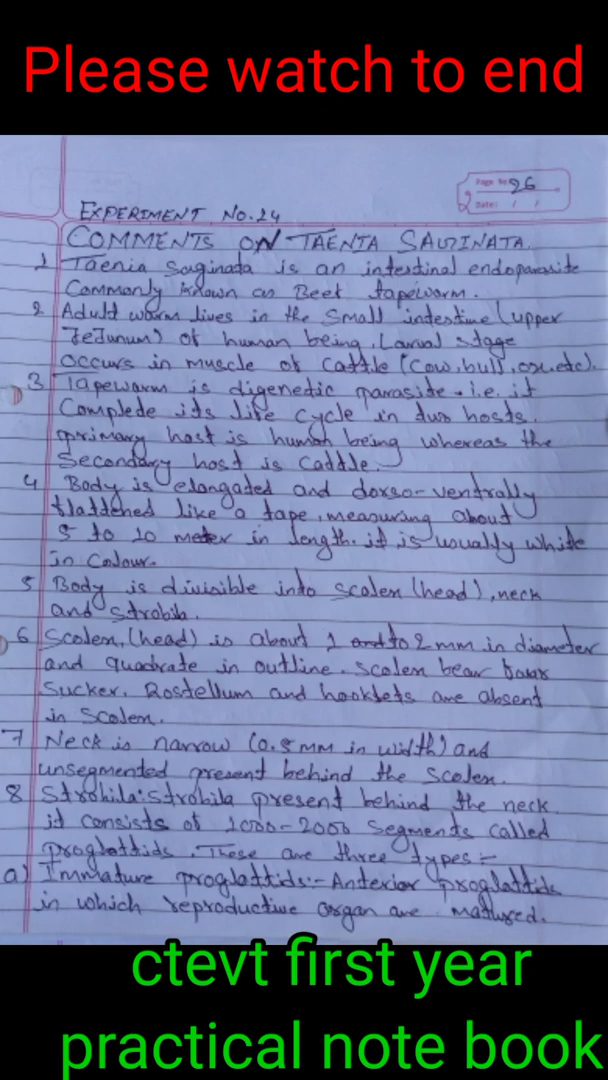 Please watch to end
Page No. 26
Date: / /
EXPERIMENT No. 24
COMMENTS ON TAENIA SAGINATA.
1 Taenia saginata is an intestinal endoparasite
Commonly known as Beef tapeworm.
2 Adult worm lives in the small intestine (upper
JeJunum) of human being. Larval stage
occurs in muscle of cattle (cow, bull, ox, etc).
3 Tapeworm is digenetic parasite. i.e. it
Complede its life cycle in two hosts.
primary host is human being whereas the
Secondary host is Caddle.
4 Body is elongated and dorso-ventrally
flattened like a tape, measuring about
5 to 10 meter in length. it is usually white
in Colour.
5 Body is divisible into scolex (head), neck
and strobila.
6 Scolex, (head) is about 1 to 2 mm in diameter
and quadrate in outline. Scolex bear four
Sucker. Rostellum and hooklets are absent
in Scolex.
7 Neck is narrow (0.5 mm in width) and
unsegmented present behind the scolex.
8 Strobila: Strobila present behind the neck
it consists of 1000-2000 Segments called
Proglottids. These are three types:-
a) Immature proglottids:- Anterior proglottids
in which reproductive organ are matured.
ctevt first year
practical note book